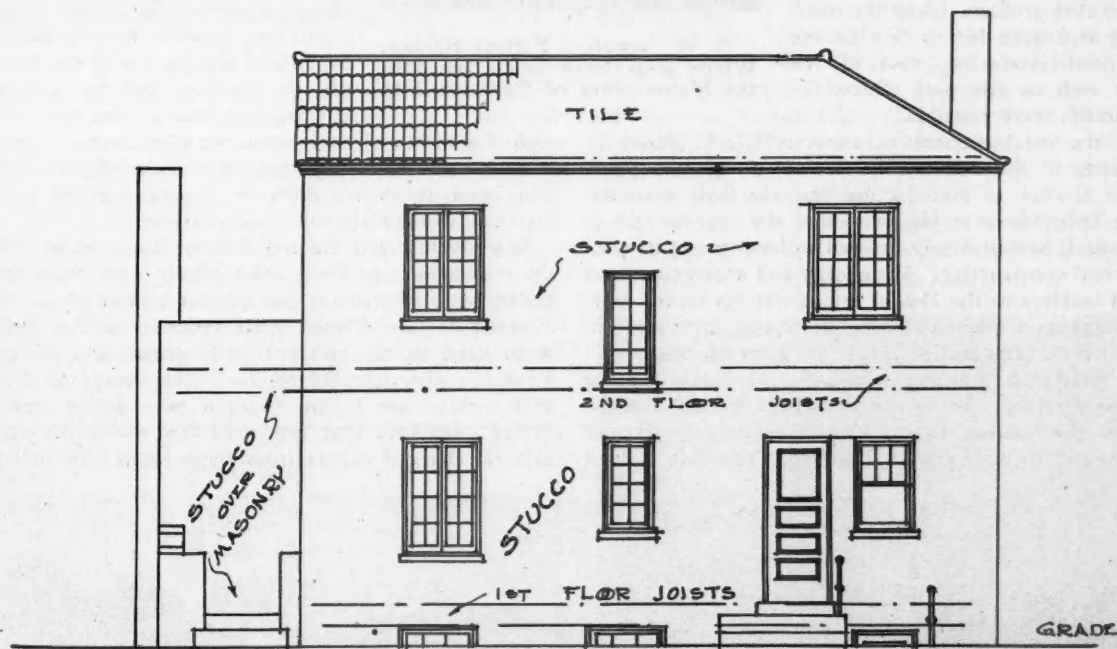 TILE
STUCCO
2ND FLOOR JOISTS
STUCCO
OVER
MASONRY
STUCCO
1ST FLOOR JOISTS
GRADE